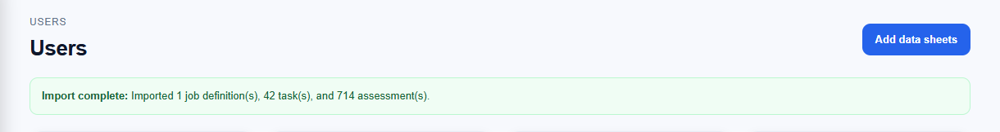 USERS
Users
Add data sheets
Import complete: Imported 1 job definition(s), 42 task(s), and 714 assessment(s).